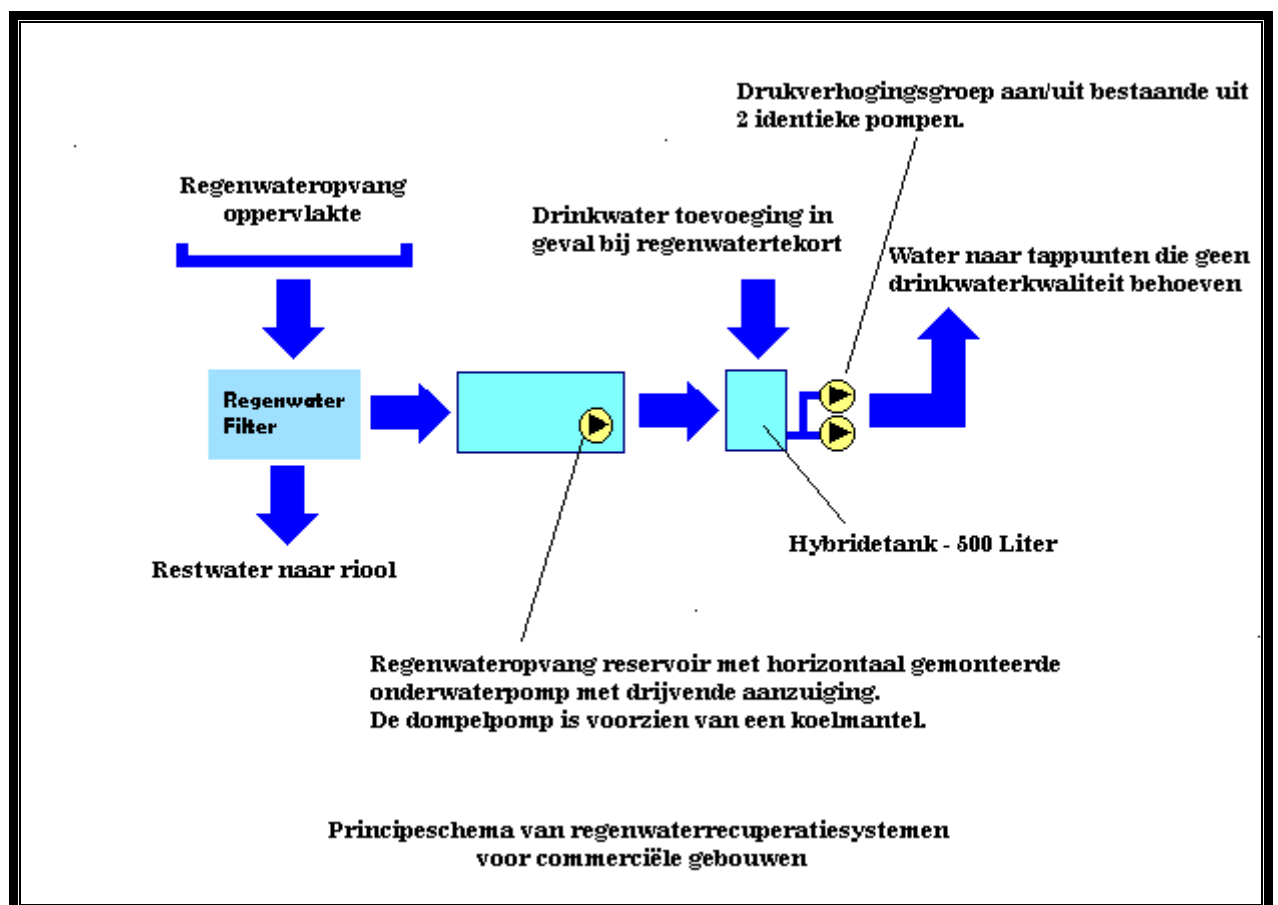 Drukverhogingsgroep aan/uit bestaande uit
2 identieke pompen.
Regenwateropvang
oppervlakte
Drinkwater toevoeging in
geval bij regenwatertekort
Water naar tappunten die geen
drinkwaterkwaliteit behoeven
Regenwater
Filter
Hybridetank - 500 Liter
Restwater naar riool
Regenwateropvang reservoir met horizontaal gemonteerde
onderwaterpomp met drijvende aanzuiging.
De dompelpomp is voorzien van een koelmantel.
Principeschema van regenwaterrecuperatiesystemen
voor commerciële gebouwen